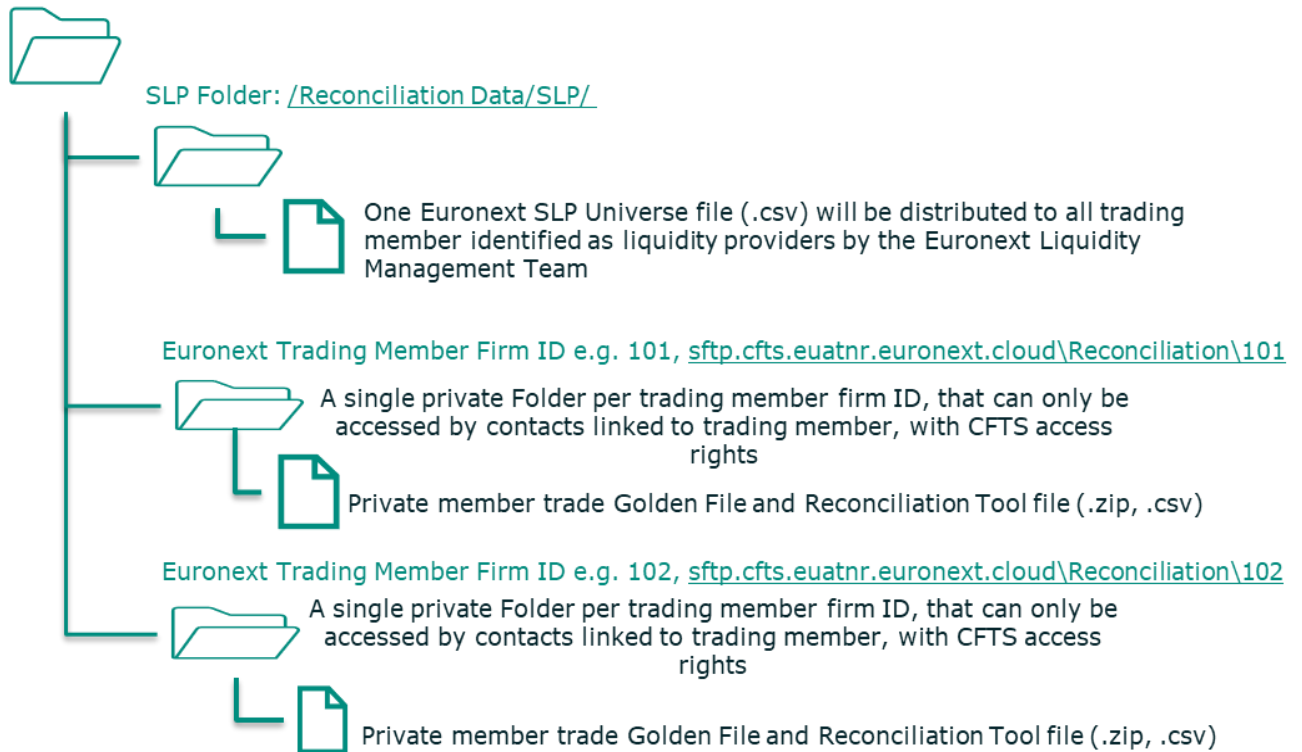 SLP Folder: /Reconciliation Data/SLP/
One Euronext SLP Universe file (.csv) will be distributed to all trading
member identified as liquidity providers by the Euronext Liquidity
Management Team
Euronext Trading Member Firm ID e.g. 101, sftp.cfts.euatnr.euronext.cloud\Reconciliation\101
A single private Folder per trading member firm ID, that can only be
accessed by contacts linked to trading member, with CFTS access
rights
Private member trade Golden File and Reconciliation Tool file (.zip, .csv)
Euronext Trading Member Firm ID e.g. 102, sftp.cfts.euatnr.euronext.cloud\Reconciliation\102
A single private Folder per trading member firm ID, that can only be
accessed by contacts linked to trading member, with CFTS access
rights
Private member trade Golden File and Reconciliation Tool file (.zip, .csv)